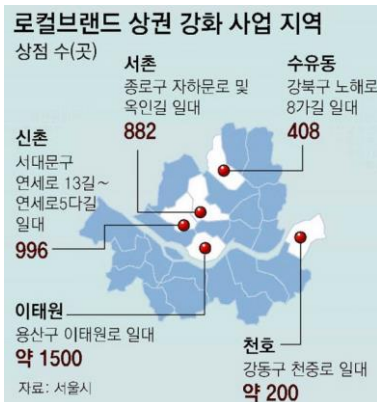 로컬브랜드 상권 강화 사업 지역
상점 수(곳)
서촌
종로구 자하문로 및
옥인길 일대
882
수유동
강북구 노해로
8가길 일대
408
신촌
서대문구
연세로 13길~
연세로5다길
일대
996
이태원
용산구 이태원로 일대
약 1500
천호
강동구 천중로 일대
약 200
자료: 서울시